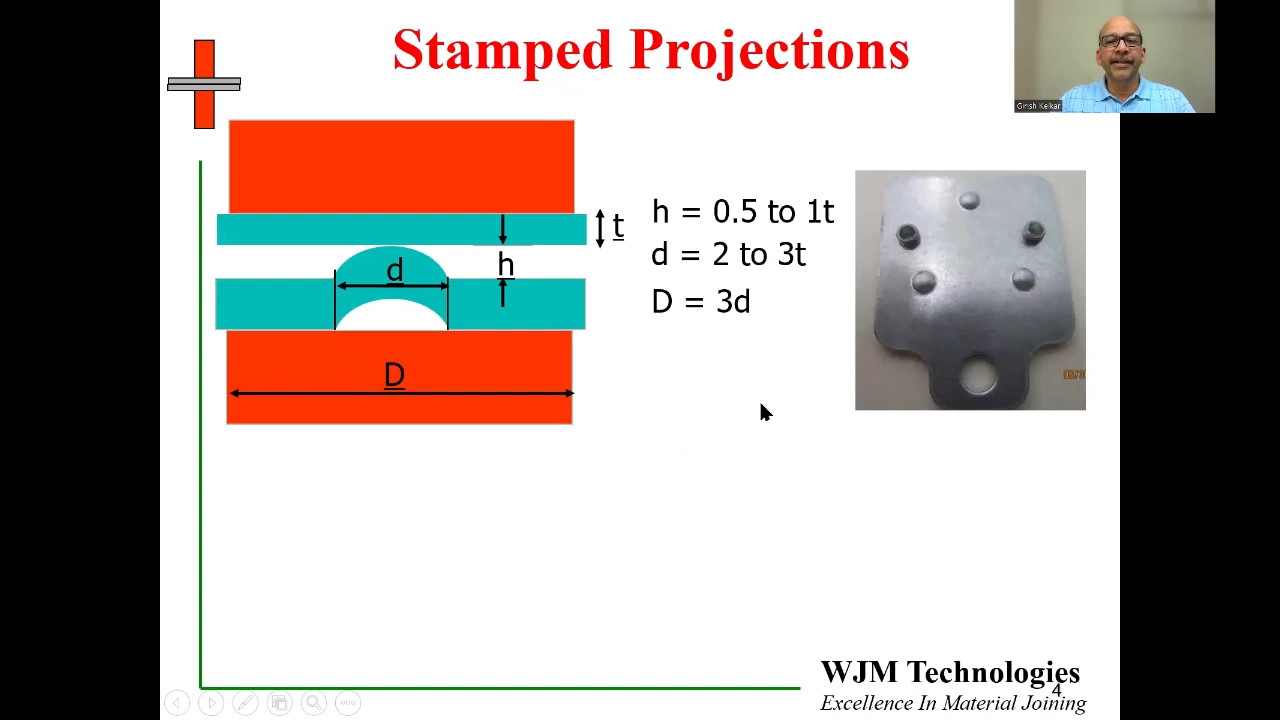 Stamped Projections
Girish Kelkar
t
h = 0.5 to 1t
h
d = 2 to 3t
d
D = 3d
D
WJM Technologies
4
Excellence In Material Joining